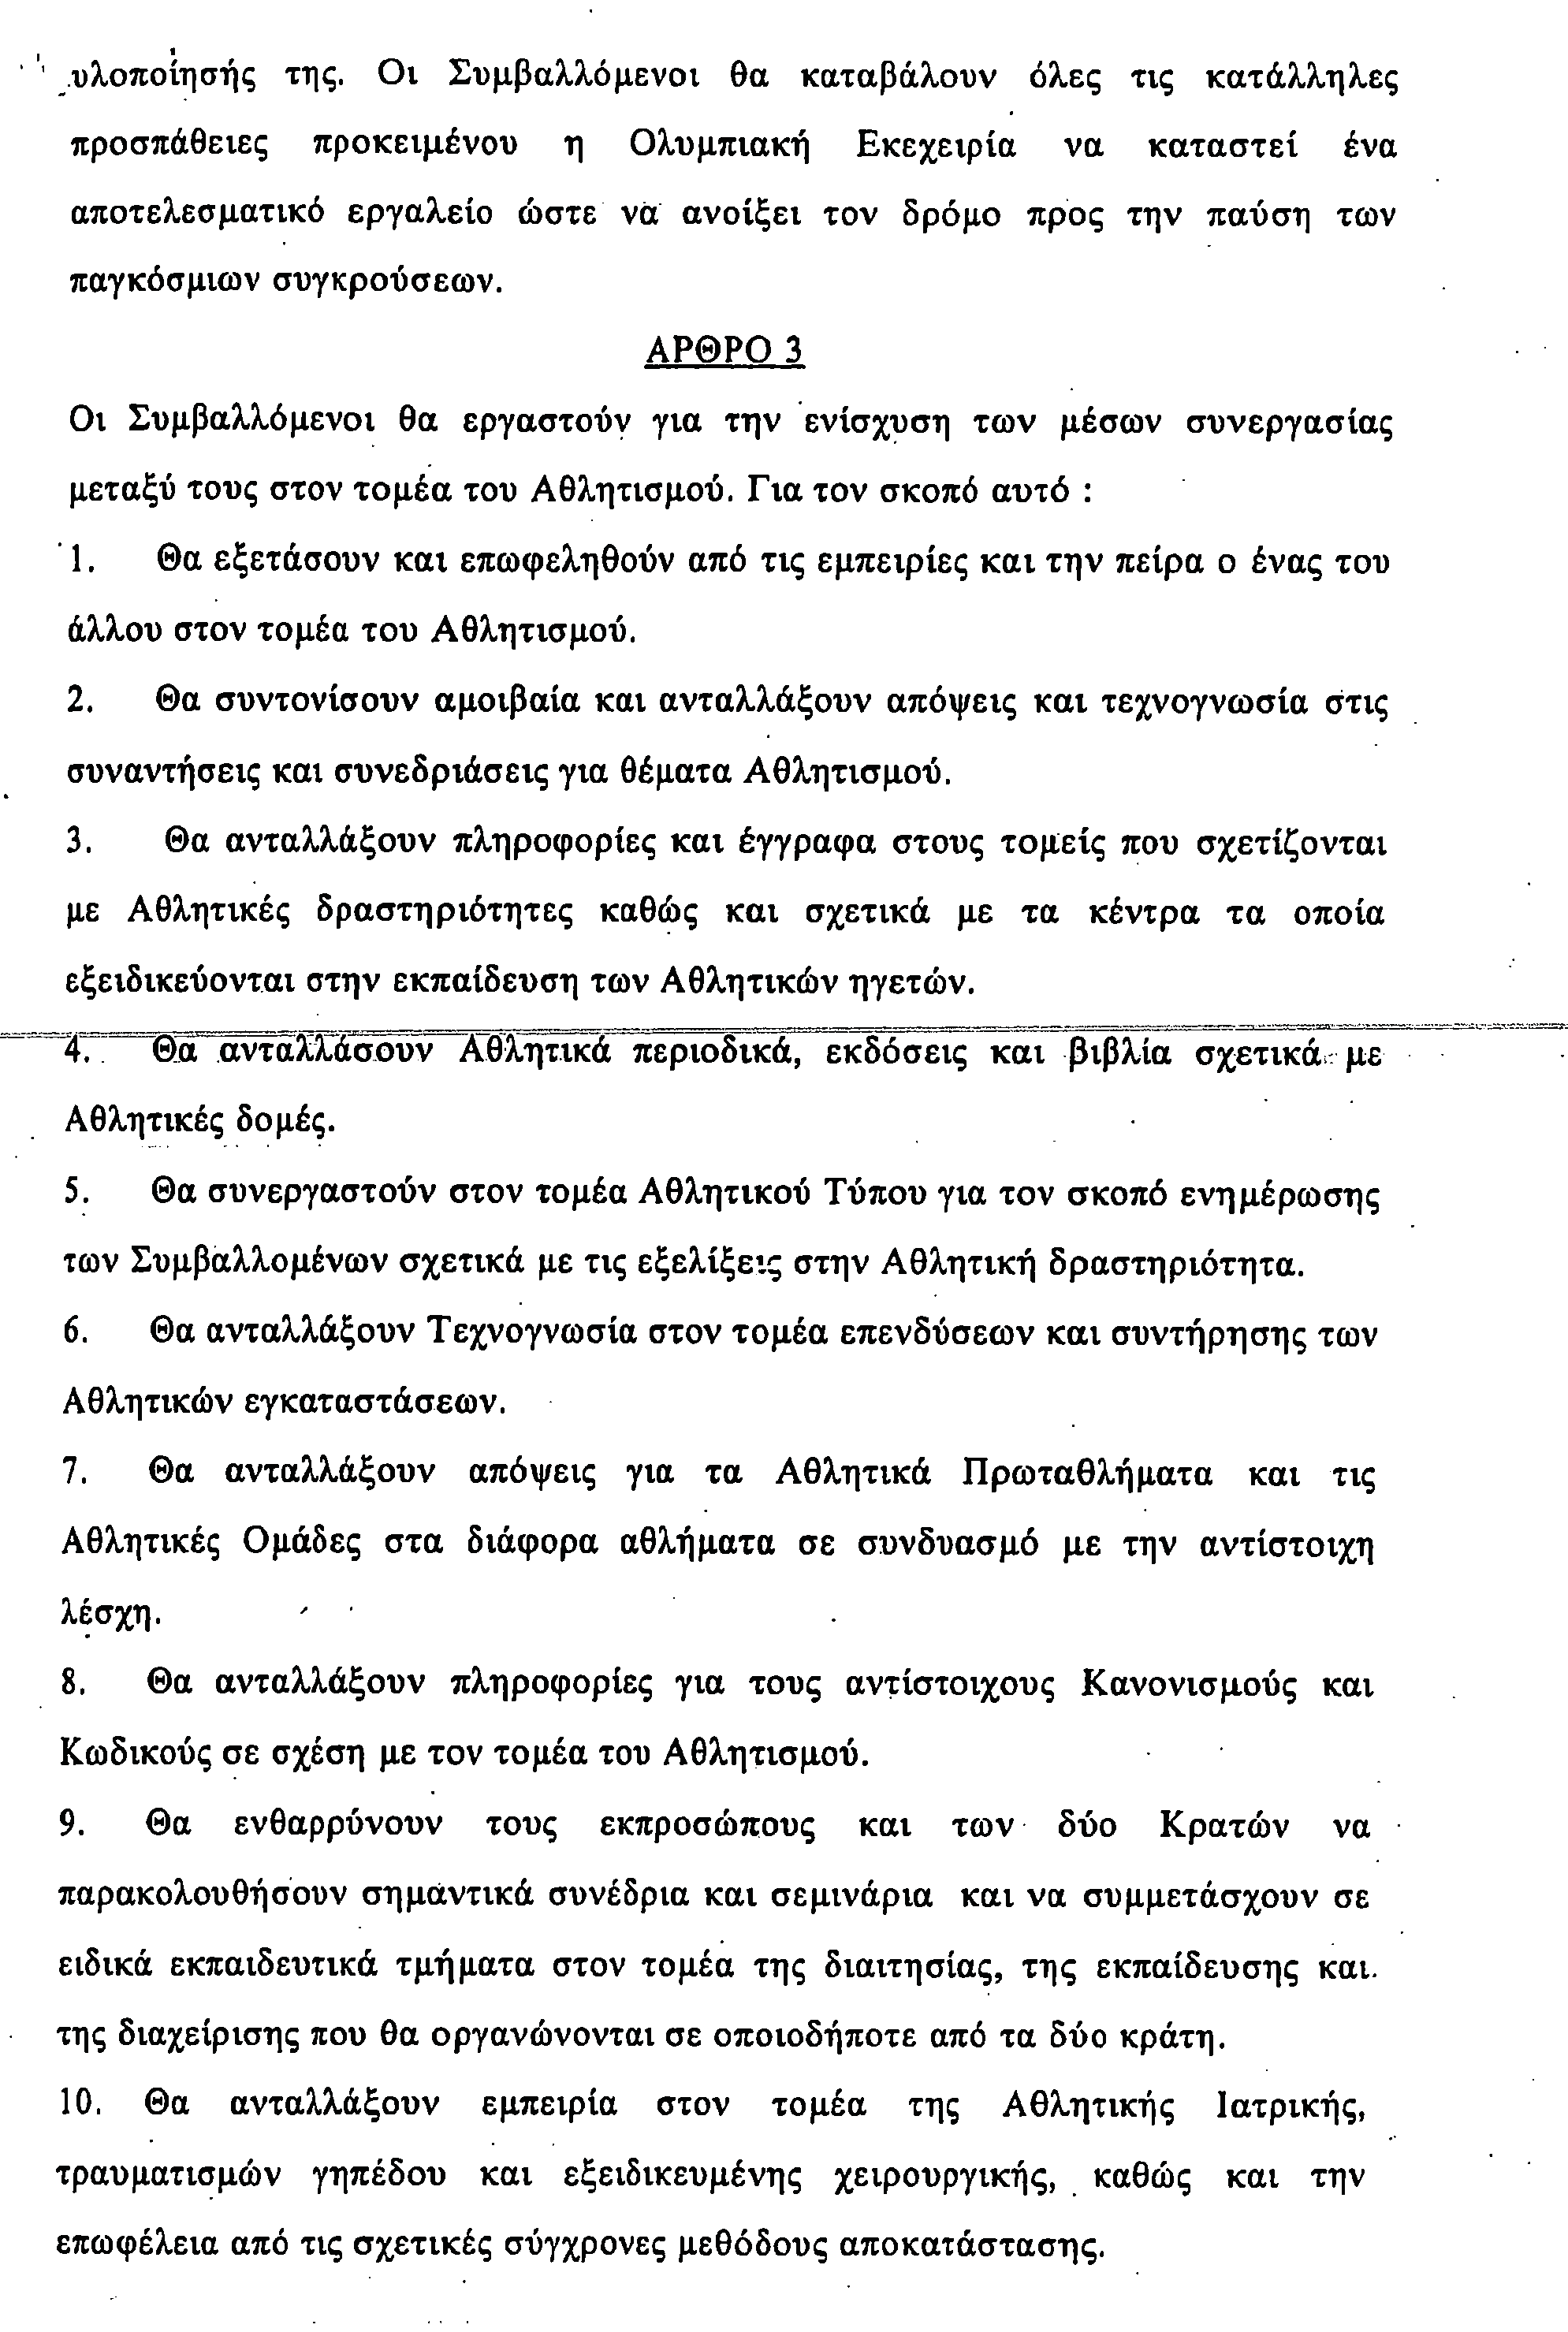 υλοποίησής της. Οι Συμβαλλόμενοι θα καταβάλουν όλες τις κατάλληλες
προσπάθειες προκειμένου η Ολυμπιακή Εκεχειρία να καταστεί ένα
αποτελεσματικό εργαλείο ώστε να ανοίξει τον δρόμο προς την παύση των
παγκόσμιων συγκρούσεων.
ΑΡΘΡΟ 3
Οι Συμβαλλόμενοι θα εργαστούν για την ενίσχυση των μέσων συνεργασίας
μεταξύ τους στον τομέα του Αθλητισμού. Για τον σκοπό αυτό :
1. Θα εξετάσουν και επωφεληθούν από τις εμπειρίες και την πείρα ο ένας του
άλλου στον τομέα του Αθλητισμού.
2. Θα συντονίσουν αμοιβαία και ανταλλάξουν απόψεις και τεχνογνωσία στις
συναντήσεις και συνεδριάσεις για θέματα Αθλητισμού.
3. Θα ανταλλάξουν πληροφορίες και έγγραφα στους τομείς που σχετίζονται
με Αθλητικές δραστηριότητες καθώς και σχετικά με τα κέντρα τα οποία
εξειδικεύονται στην εκπαίδευση των Αθλητικών ηγετών.
4. Θα ανταλλάσουν Αθλητικά περιοδικά, εκδόσεις και βιβλία σχετικά με
Αθλητικές δομές.
5. Θα συνεργαστούν στον τομέα Αθλητικού Τύπου για τον σκοπό ενημέρωσης
των Συμβαλλομένων σχετικά με τις εξελίξεις στην Αθλητική δραστηριότητα.
6. Θα ανταλλάξουν Τεχνογνωσία στον τομέα επενδύσεων και συντήρησης των
Αθλητικών εγκαταστάσεων.
7. Θα ανταλλάξουν απόψεις για τα Αθλητικά Πρωταθλήματα και τις
Αθλητικές Ομάδες στα διάφορα αθλήματα σε συνδυασμό με την αντίστοιχη
λέσχη.
8. Θα ανταλλάξουν πληροφορίες για τους αντίστοιχους Κανονισμούς και
Κωδικούς σε σχέση με τον τομέα του Αθλητισμού.
9. Θα ενθαρρύνουν τους εκπροσώπους και των δύο Κρατών να
παρακολουθήσουν σημαντικά συνέδρια και σεμινάρια και να συμμετάσχουν σε
ειδικά εκπαιδευτικά τμήματα στον τομέα της διαιτησίας, της εκπαίδευσης και
της διαχείρισης που θα οργανώνονται σε οποιοδήποτε από τα δύο κράτη.
10. Θα ανταλλάξουν εμπειρία στον τομέα της Αθλητικής Ιατρικής,
τραυματισμών γηπέδου και εξειδικευμένης χειρουργικής, καθώς και την
επωφέλεια από τις σχετικές σύγχρονες μεθόδους αποκατάστασης.